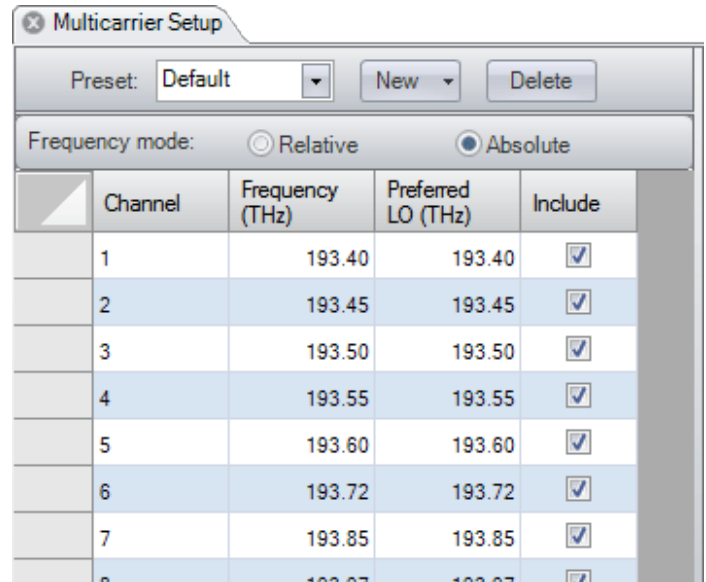 Multicarrier Setup
Preset: Default New Delete
Frequency mode: Relative Absolute
Channel Frequency (THz) Preferred LO (THz) Include
1 193.40 193.40
2 193.45 193.45
3 193.50 193.50
4 193.55 193.55
5 193.60 193.60
6 193.72 193.72
7 193.85 193.85